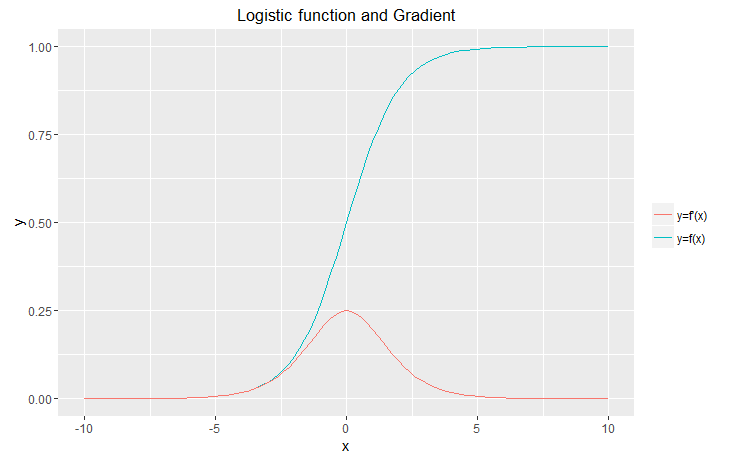 Logistic function and Gradient
1.00
0.75
0.50
0.25
0.00
y
-10 -5 0 5 10
x
y=f'(x)
y=f(x)